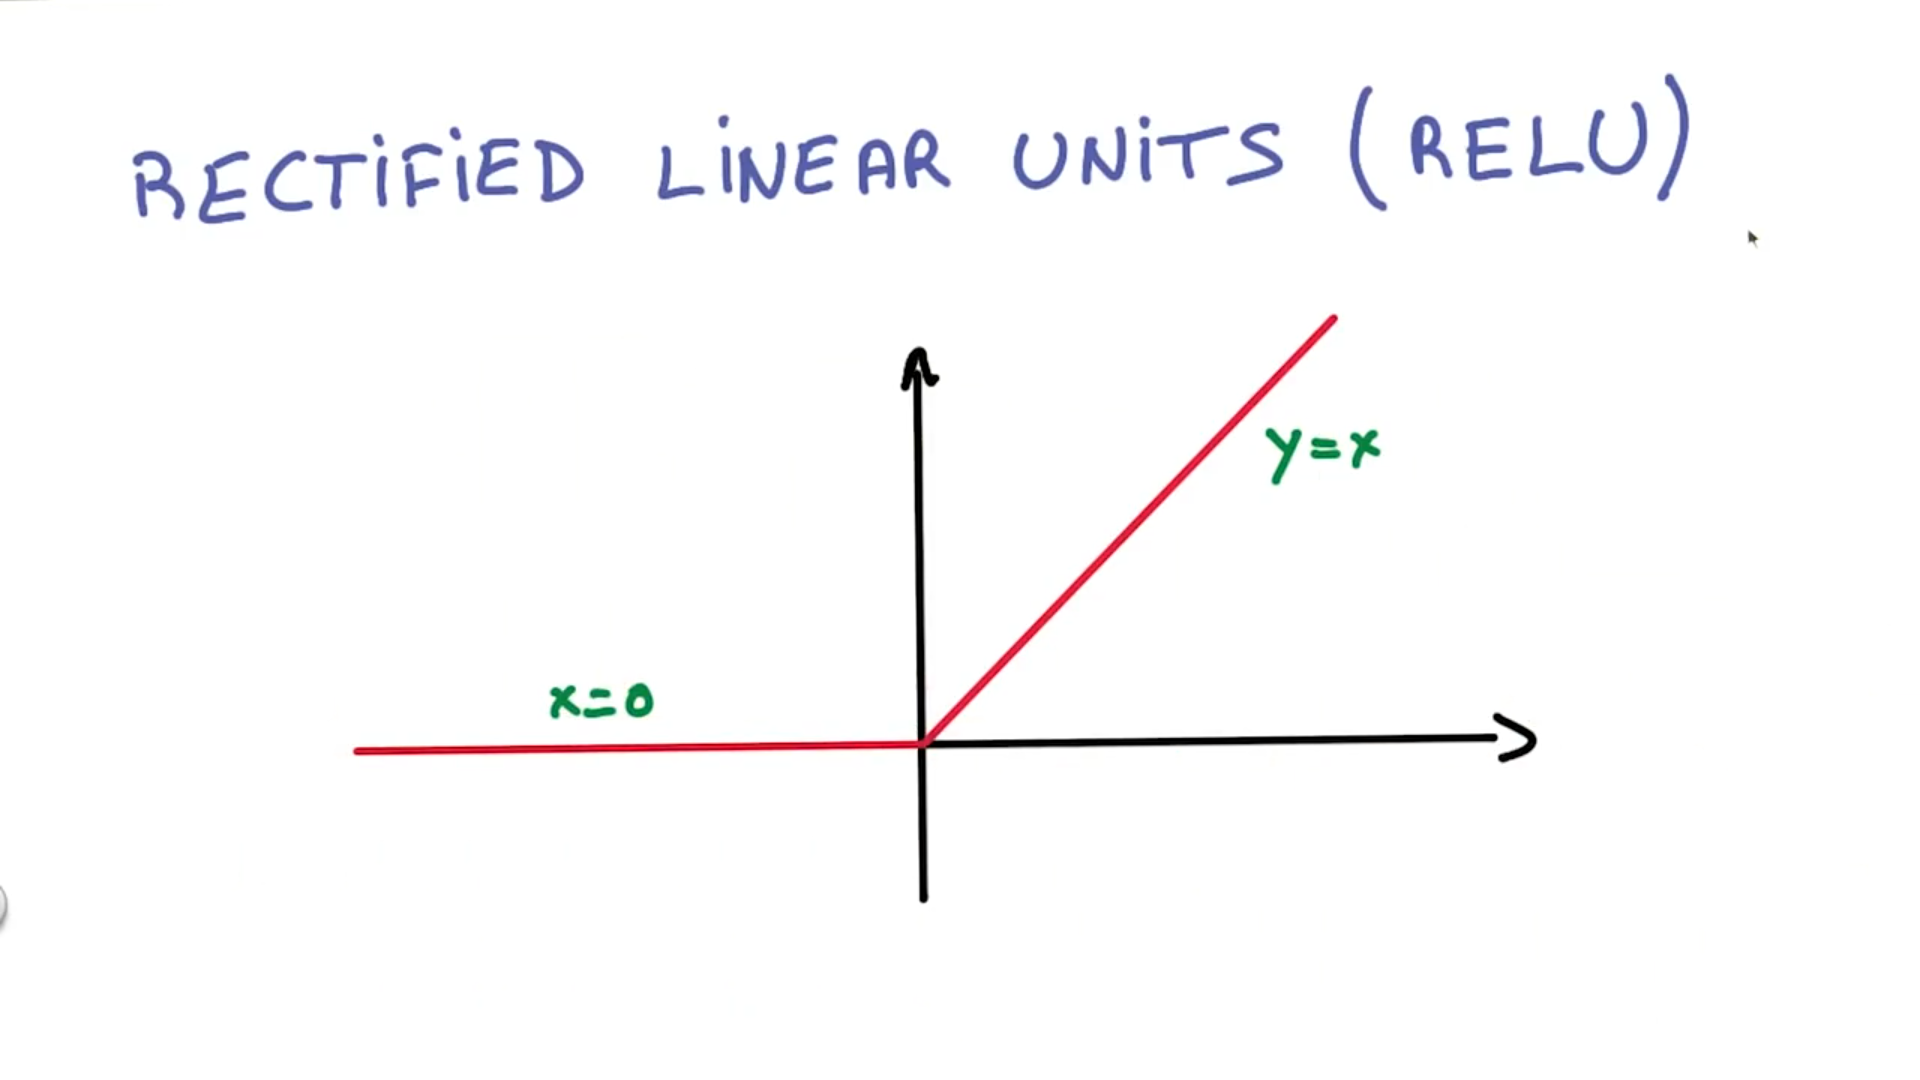 RECTiFiED LiNEAR UNiTS (RELU)
y=x
x=0